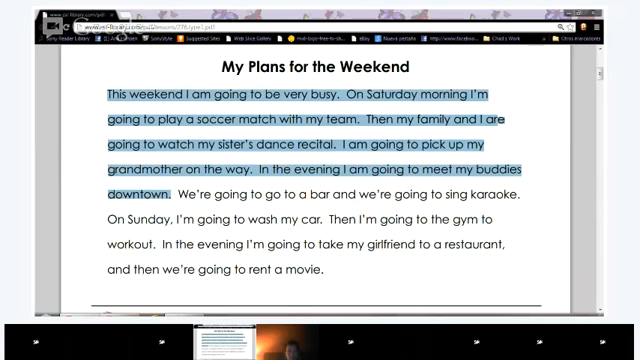 My Plans for the Weekend
This weekend I am going to be very busy. On Saturday morning I'm
going to play a soccer match with my team. Then my family and I are
going to watch my sister's dance recital. I am going to pick up my
grandmother on the way. In the evening I am going to meet my buddies
downtown. We're going to go to a bar and we're going to sing karaoke.
On Sunday, I'm going to wash my car. Then I'm going to the gym to
workout. In the evening I'm going to take my girlfriend to a restaurant,
and then we're going to rent a movie.